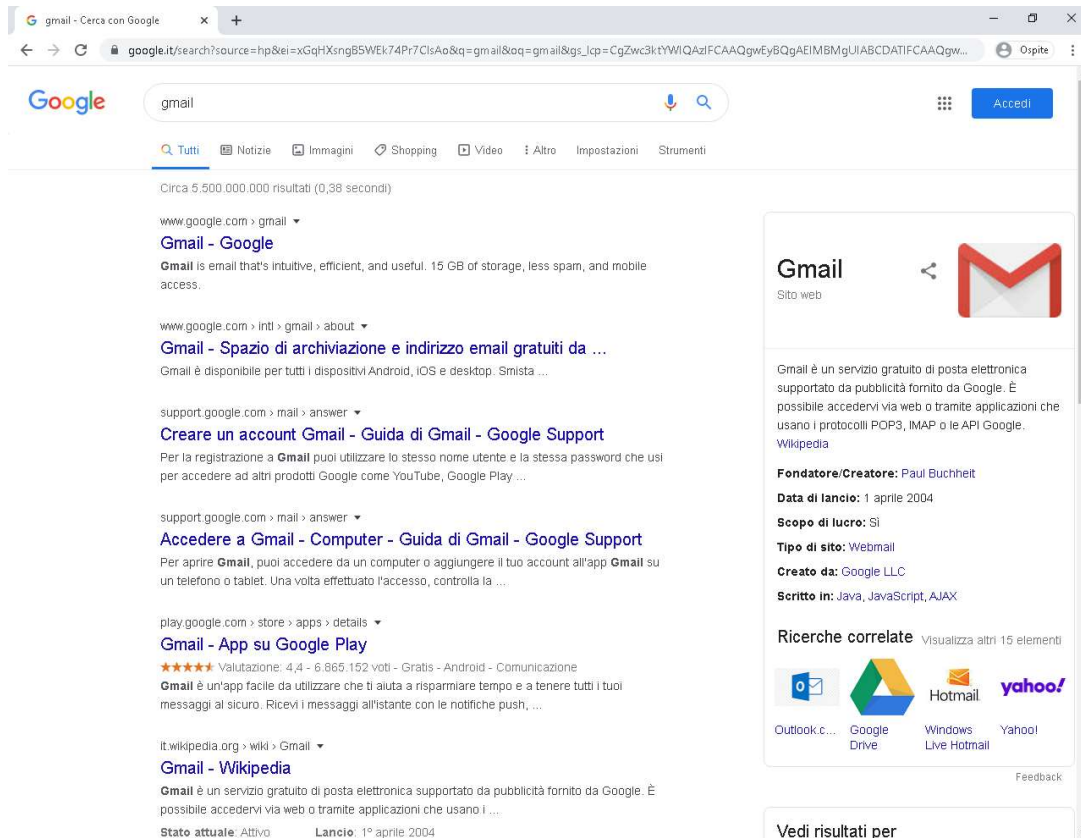 gmail - Cerca con Google
google.it/search?source=hp&ei=xGqHXsngB5WEk74Pr7ClsAo&q=gmail&oq=gmail&gs_lcp=CgZwc3ktYWIQAzIFCAAQgwEyBQgAEIMBMgUIABCDATIFCAAQgw...
Ospite
Google
gmail
Accedi
Tutti Notizie Immagini Shopping Video Altro Impostazioni Strumenti
Circa 5.500.000.000 risultati (0,38 secondi)
www.google.com › gmail
Gmail - Google
Gmail is email that's intuitive, efficient, and useful. 15 GB of storage, less spam, and mobile
access.
www.google.com › intl › gmail › about
Gmail - Spazio di archiviazione e indirizzo email gratuiti da ...
Gmail è disponibile per tutti i dispositivi Android, iOS e desktop. Smista ...
support.google.com › mail › answer
Creare un account Gmail - Guida di Gmail - Google Support
Per la registrazione a Gmail puoi utilizzare lo stesso nome utente e la stessa password che usi
per accedere ad altri prodotti Google come YouTube, Google Play ...
support.google.com › mail › answer
Accedere a Gmail - Computer - Guida di Gmail - Google Support
Per aprire Gmail, puoi accedere da un computer o aggiungere il tuo account all'app Gmail su
un telefono o tablet. Una volta effettuato l'accesso, controlla la ...
play.google.com › store › apps › details
Gmail - App su Google Play
Valutazione: 4,4 - 6.865.152 voti - Gratis - Android - Comunicazione
Gmail è un'app facile da utilizzare che ti aiuta a risparmiare tempo e a tenere tutti i tuoi
messaggi al sicuro. Ricevi i messaggi all'istante con le notifiche push, ...
it.wikipedia.org › wiki › Gmail
Gmail - Wikipedia
Gmail è un servizio gratuito di posta elettronica supportato da pubblicità fornito da Google. È
possibile accedervi via web o tramite applicazioni che usano i ...
Stato attuale: Attivo Lancio: 1º aprile 2004
Gmail
Sito web
Gmail è un servizio gratuito di posta elettronica
supportato da pubblicità fornito da Google. È
possibile accedervi via web o tramite applicazioni che
usano i protocolli POP3, IMAP o le API Google.
Wikipedia
Fondatore/Creatore: Paul Buchheit
Data di lancio: 1 aprile 2004
Scopo di lucro: Sì
Tipo di sito: Webmail
Creato da: Google LLC
Scritto in: Java, JavaScript, AJAX
Ricerche correlate Visualizza altri 15 elementi
Hotmail yahoo!
Outlook.c... Google Drive Windows Live Hotmail Yahoo!
Feedback
Vedi risultati per